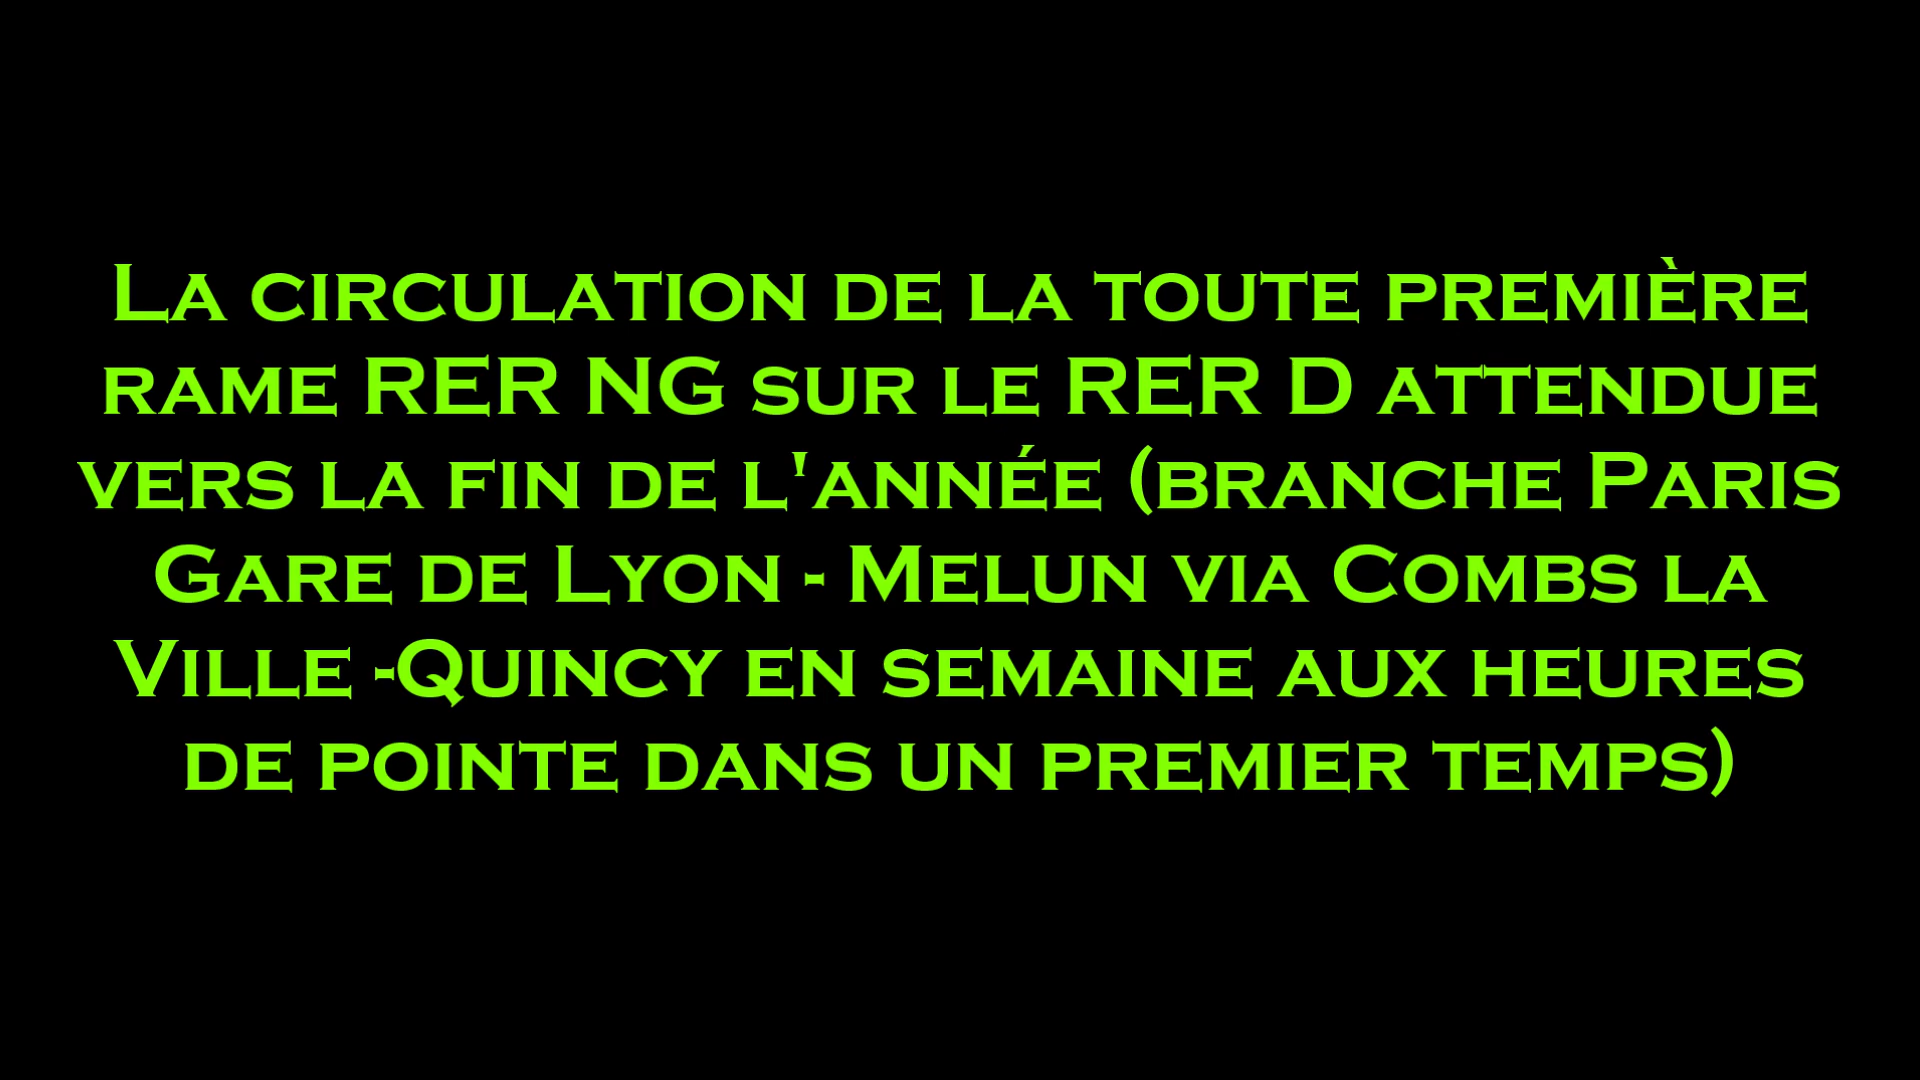 La circulation de la toute première
rame RER NG sur le RER D attendue
vers la fin de l'année (branche Paris
Gare de Lyon - Melun via Combs la
Ville -Quincy en semaine aux heures
de pointe dans un premier temps)